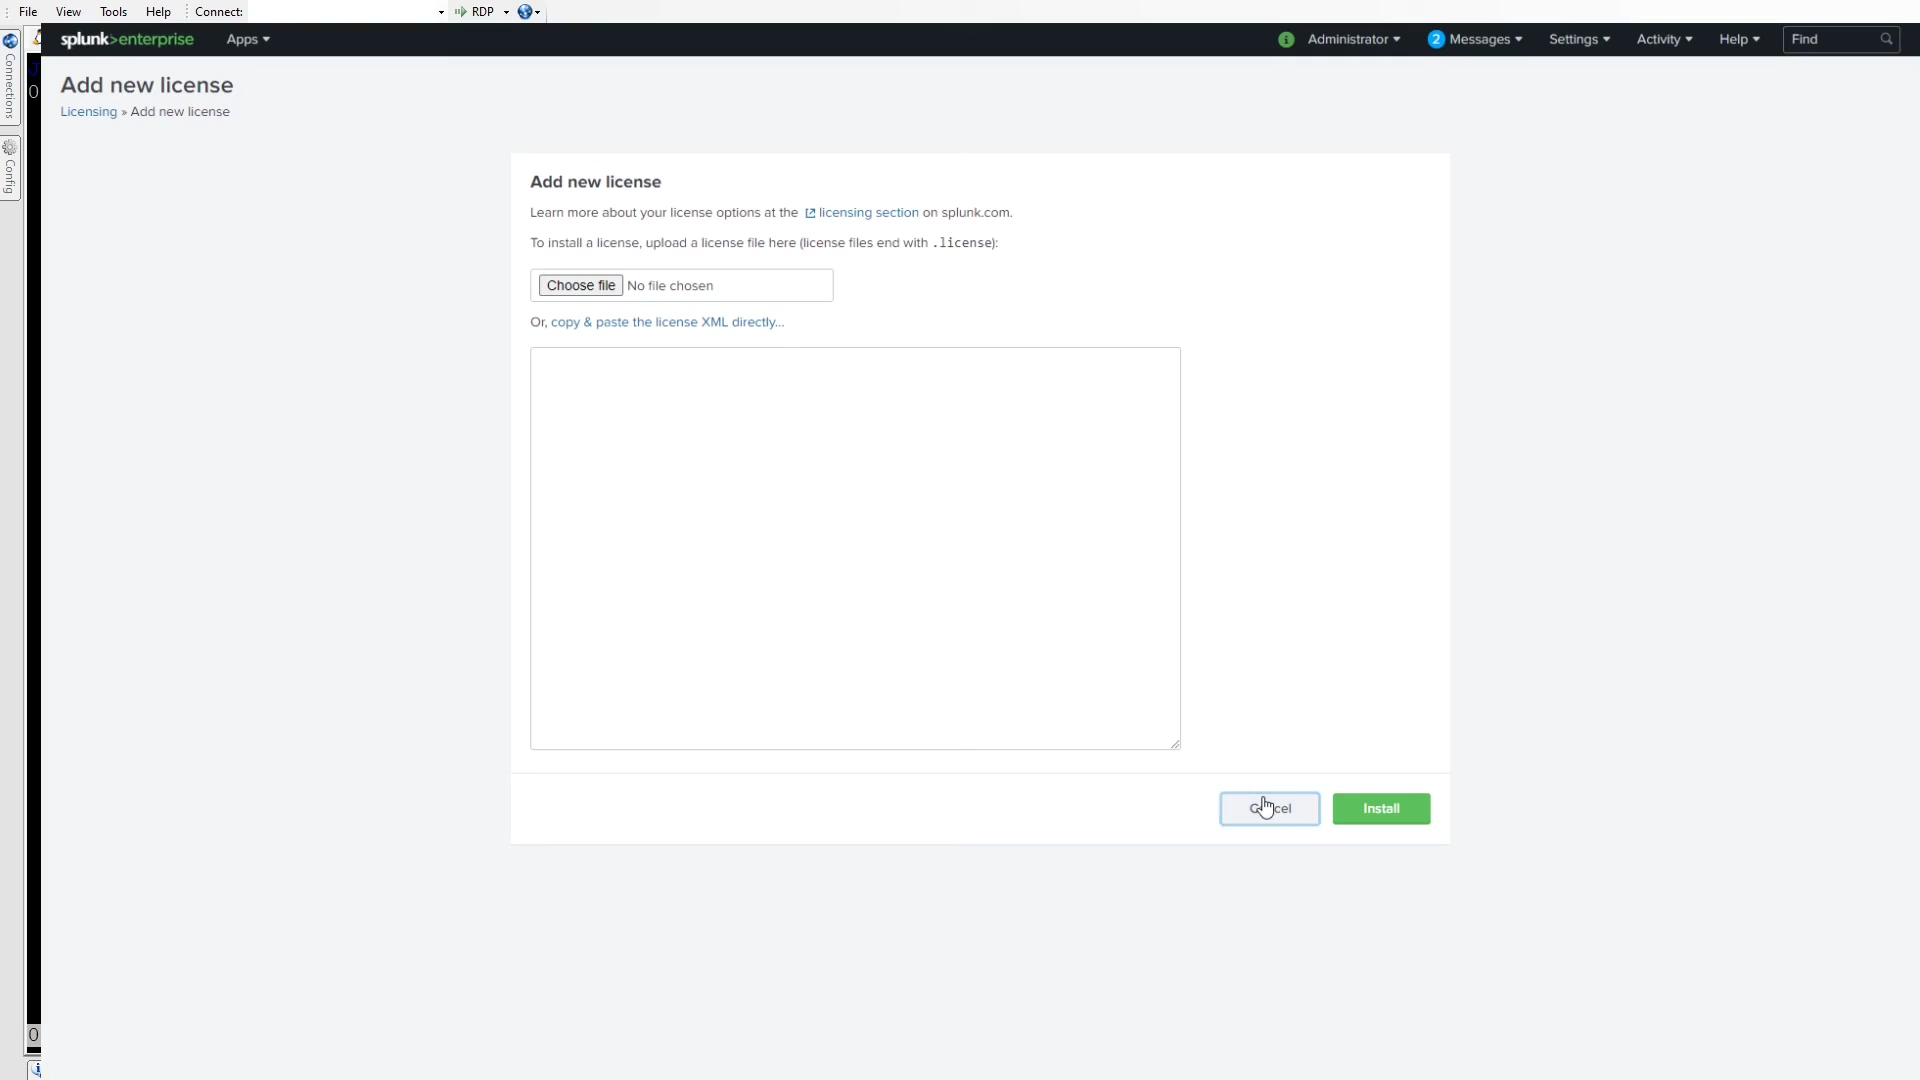 File View Tools Help Connect: RDP
Connections
Config
splunk>enterprise Apps Administrator 2 Messages Settings Activity Help Find
Add new license
Licensing » Add new license
Add new license
Learn more about your license options at the licensing section on splunk.com.
To install a license, upload a license file here (license files end with .license):
Choose file No file chosen
Or, copy & paste the license XML directly...
Install